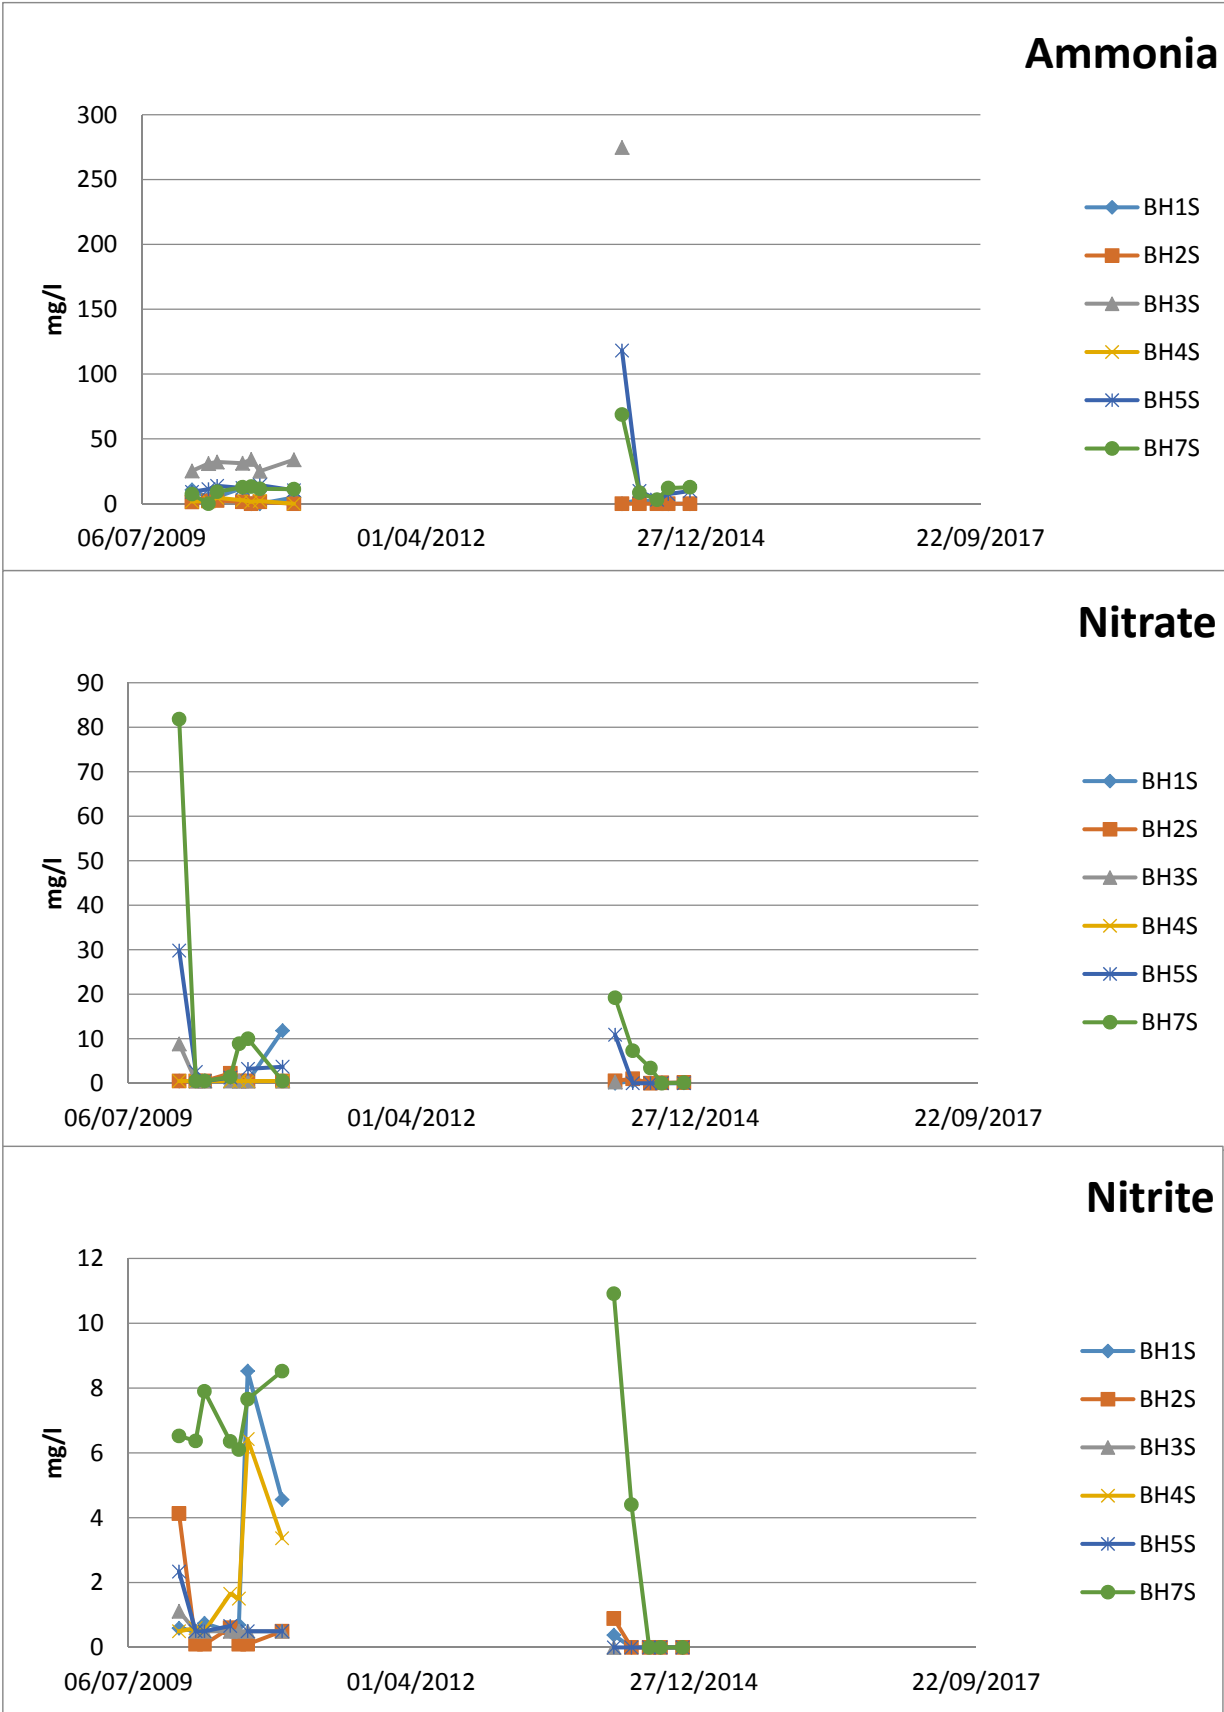 Ammonia
300
250
200
150
100
50
0
mg/l
06/07/2009 01/04/2012 27/12/2014 22/09/2017
BH1S
BH2S
BH3S
BH4S
BH5S
BH7S
Nitrate
90
80
70
60
50
40
30
20
10
0
mg/l
06/07/2009 01/04/2012 27/12/2014 22/09/2017
BH1S
BH2S
BH3S
BH4S
BH5S
BH7S
Nitrite
12
10
8
6
4
2
0
mg/l
06/07/2009 01/04/2012 27/12/2014 22/09/2017
BH1S
BH2S
BH3S
BH4S
BH5S
BH7S